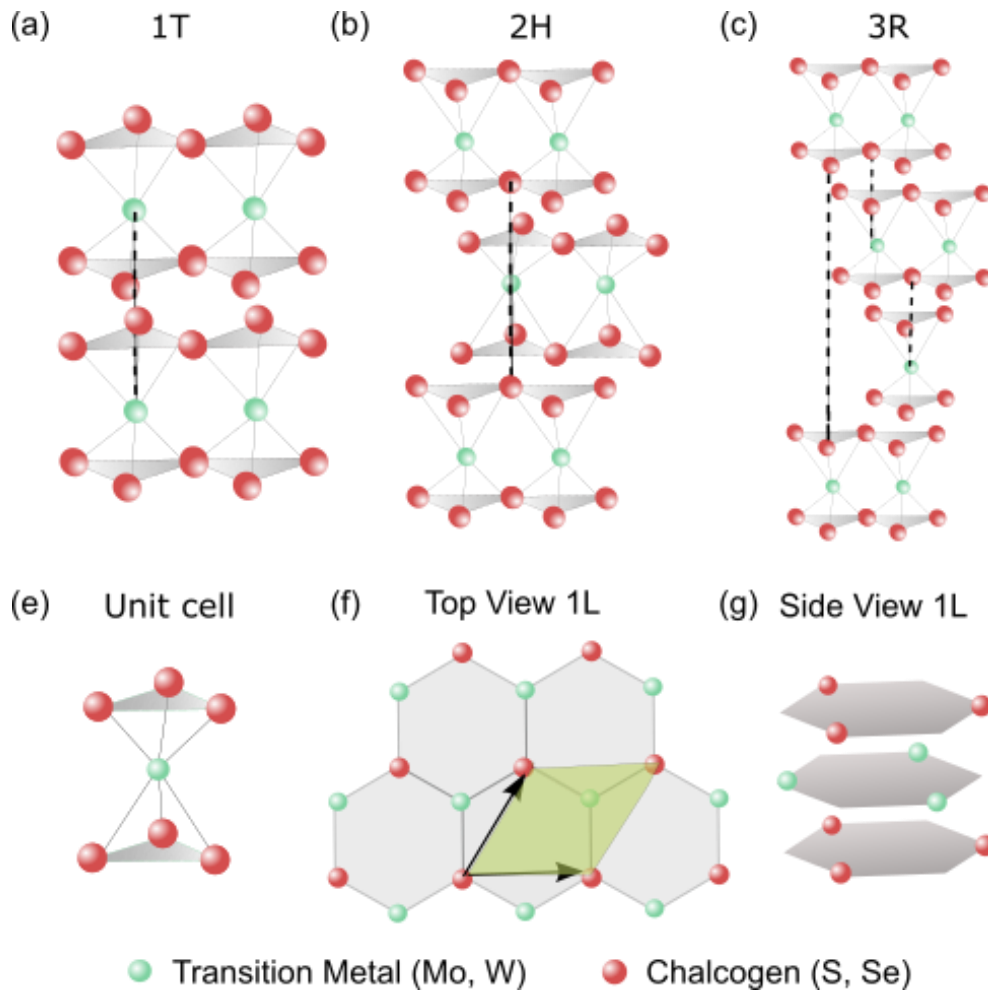 (a) 1T
(b) 2H
(c) 3R
(e) Unit cell
(f) Top View 1L
(g) Side View 1L
Transition Metal (Mo, W)
Chalcogen (S, Se)